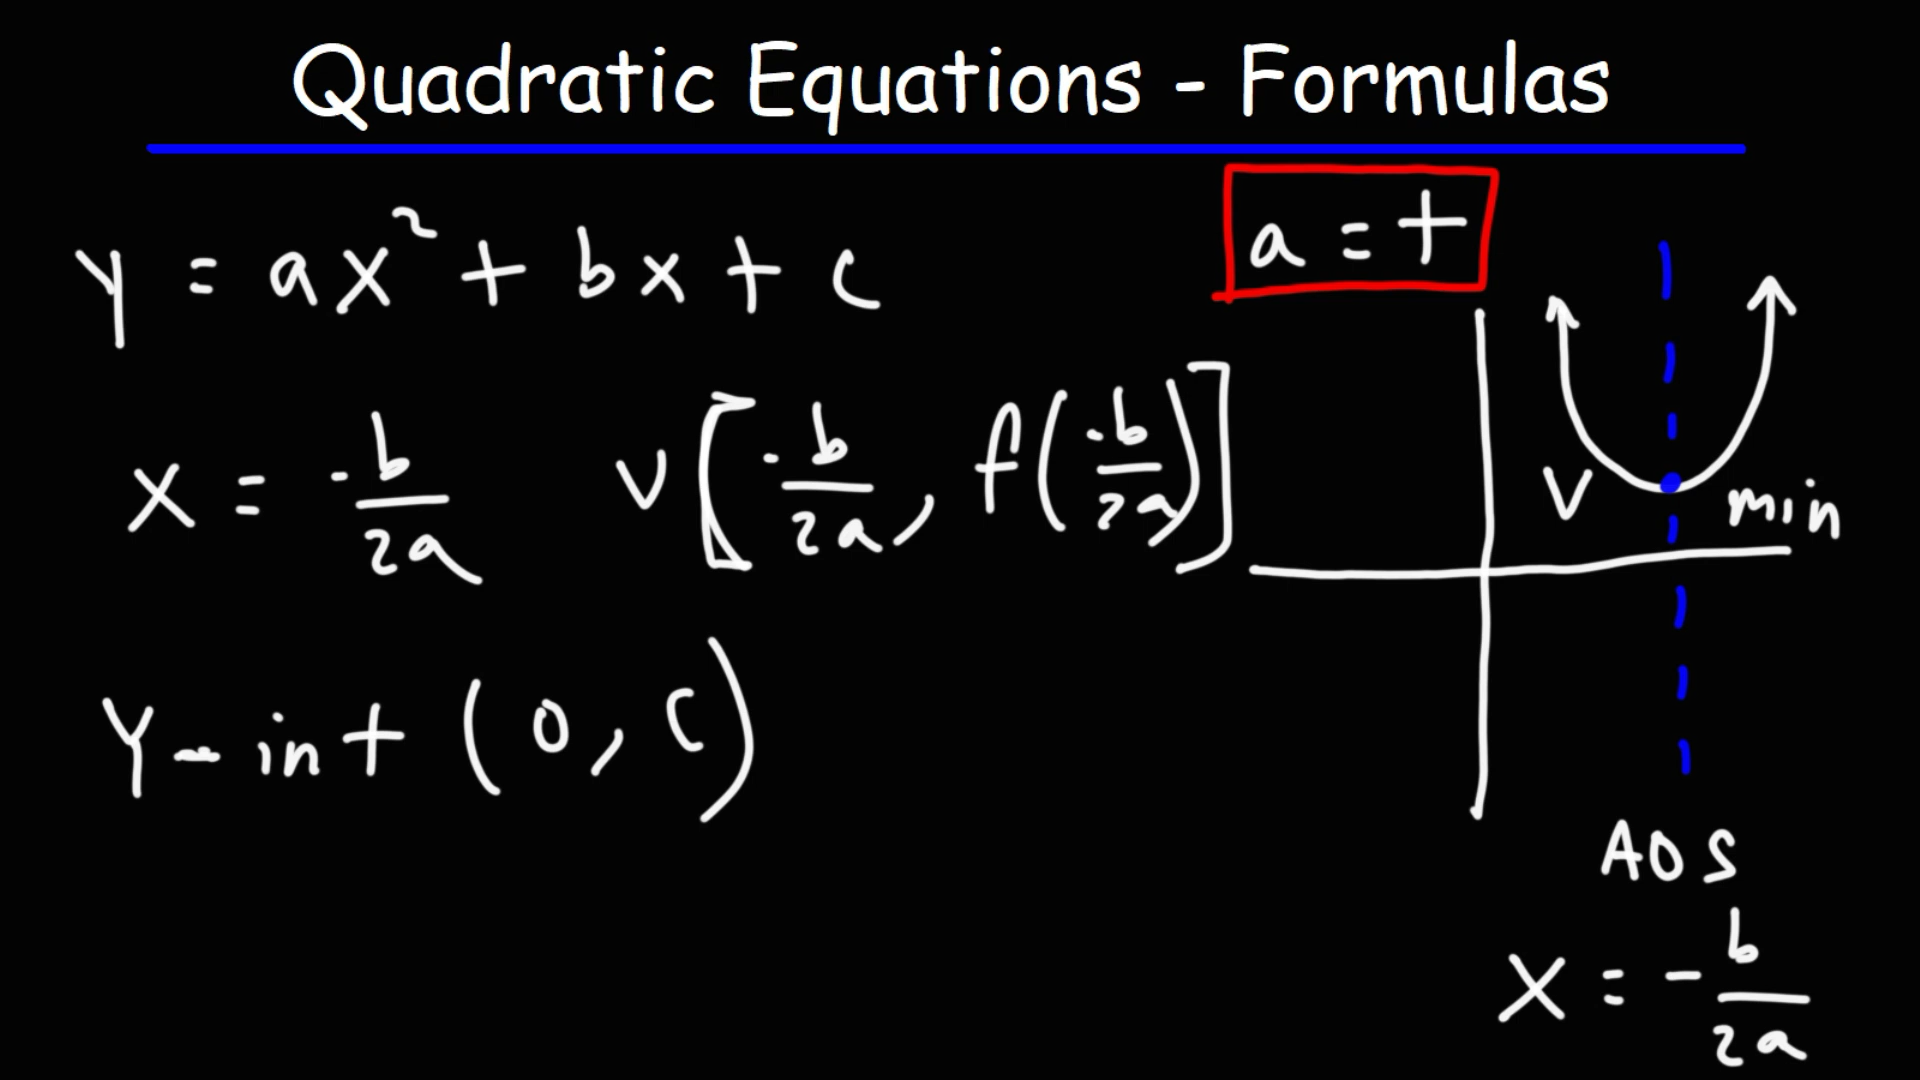 Quadratic Equations - Formulas
y = ax² + bx + c
a = +
x = -b/2a
V[-b/2a, f(-b/2a)]
V
min
Y-int (0, C)
AOS
x = -b/2a